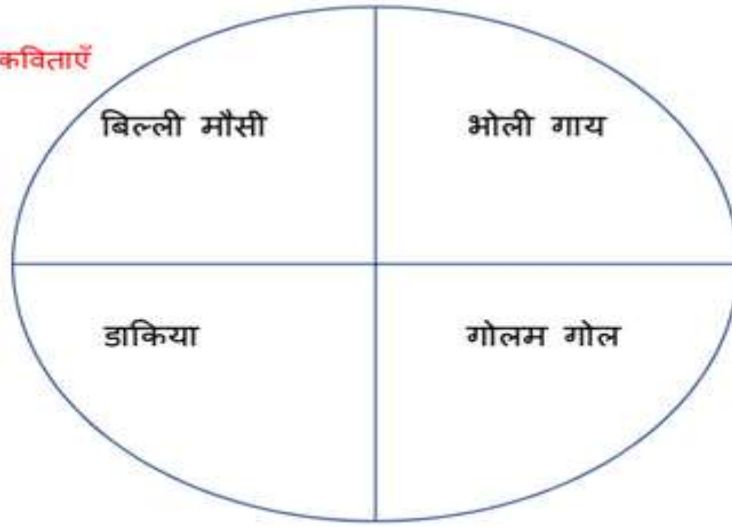 कविताएँ
बिल्ली मौसी
भोली गाय
डाकिया
गोलम गोल